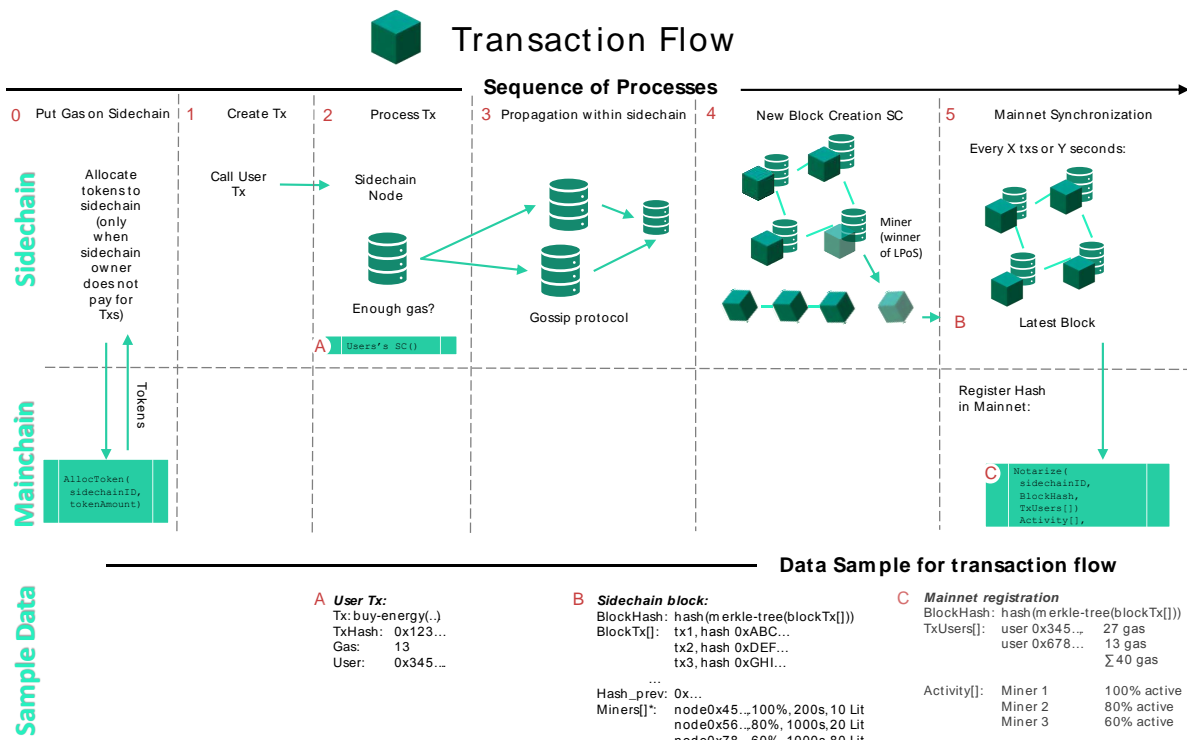 Transaction Flow
Sequence of Processes
0 Put Gas on Sidechain
1 Create Tx
2 Process Tx
3 Propagation within sidechain
4 New Block Creation SC
5 Mainnet Synchronization
Sidechain
Allocate
tokens to
sidechain
(only
when
sidechain
owner
does not
pay for
Txs)
Call User
Tx
Sidechain
Node
Enough gas?
A Users's SC()
Gossip protocol
Miner
(winner
of LPoS)
Every X txs or Y seconds:
B
Latest Block
Mainchain
Tokens
AllocToken(
sidechainID,
tokenAmount)
Register Hash
in Mainnet:
C Notarize(
sidechainID,
BlockHash,
TxUsers[])
Activity[],
Data Sample for transaction flow
Sample Data
A User Tx:
Tx: buy-energy(..)
TxHash: 0x123...
Gas: 13
User: 0x345...
B Sidechain block:
BlockHash: hash(merkle-tree(blockTx[]))
BlockTx[]: tx1, hash 0xABC...
tx2, hash 0xDEF...
tx3, hash 0xGHI...
...
Hash_prev: 0x...
Miners[]*: node0x45..., 100%, 200s, 10 Lit
node0x56..., 80%, 1000s, 20 Lit
node0x78... 60%, 1000s, 80 Lit
C Mainnet registration
BlockHash: hash(merkle-tree(blockTx[]))
TxUsers[]: user 0x345..., 27 gas
user 0x678... 13 gas
∑ 40 gas
Activity[]: Miner 1 100% active
Miner 2 80% active
Miner 3 60% active